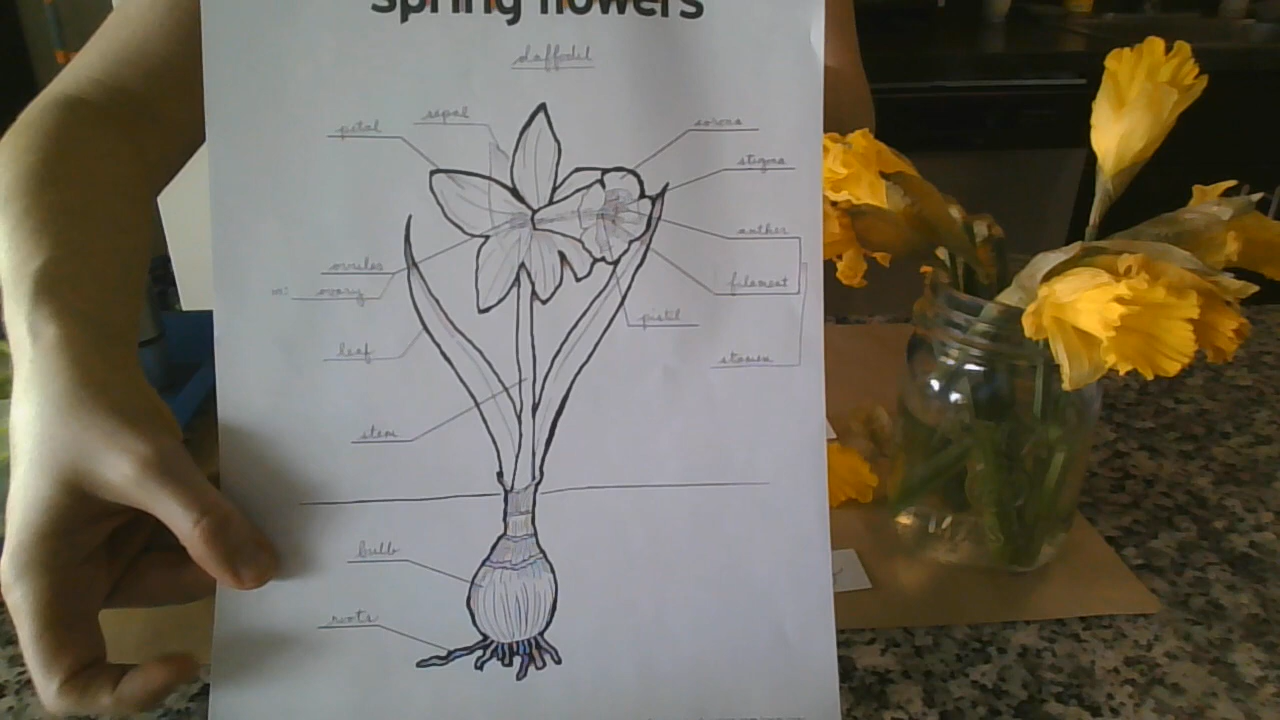 Spring flowers
daffodil
sepal
petal
corona
stigma
anther
ovules
ovary
filament
pistil
leaf
stamen
stem
bulb
roots